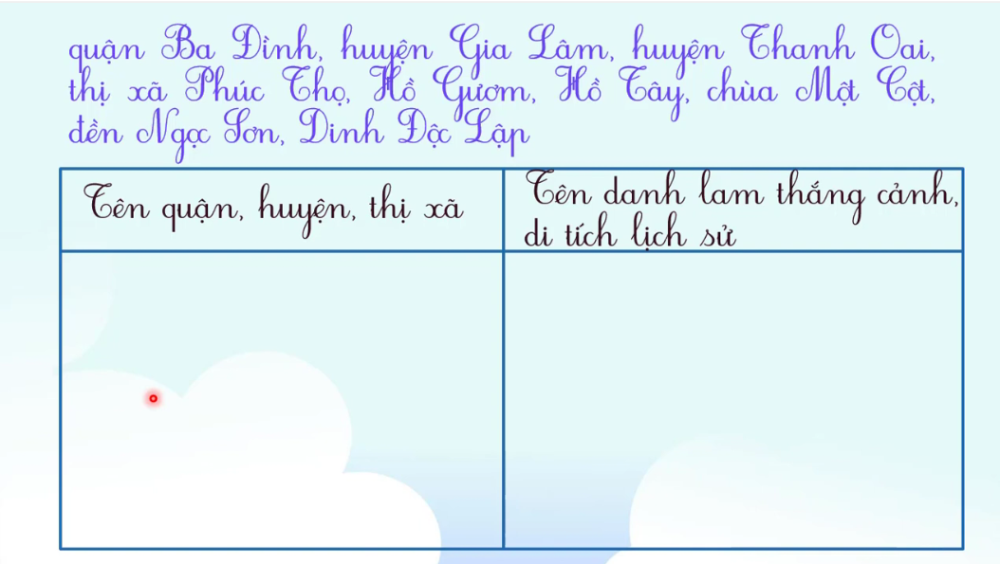 quận Ba Đình, huyện Gia Lâm, huyện Thanh Oai,
thị xã Phúc Thọ, Hồ Gươm, Hồ Tây, chùa Một Cột,
đền Ngọc Sơn, Dinh Độc Lập
Tên quận, huyện, thị xã
Tên danh lam thắng cảnh,
di tích lịch sử